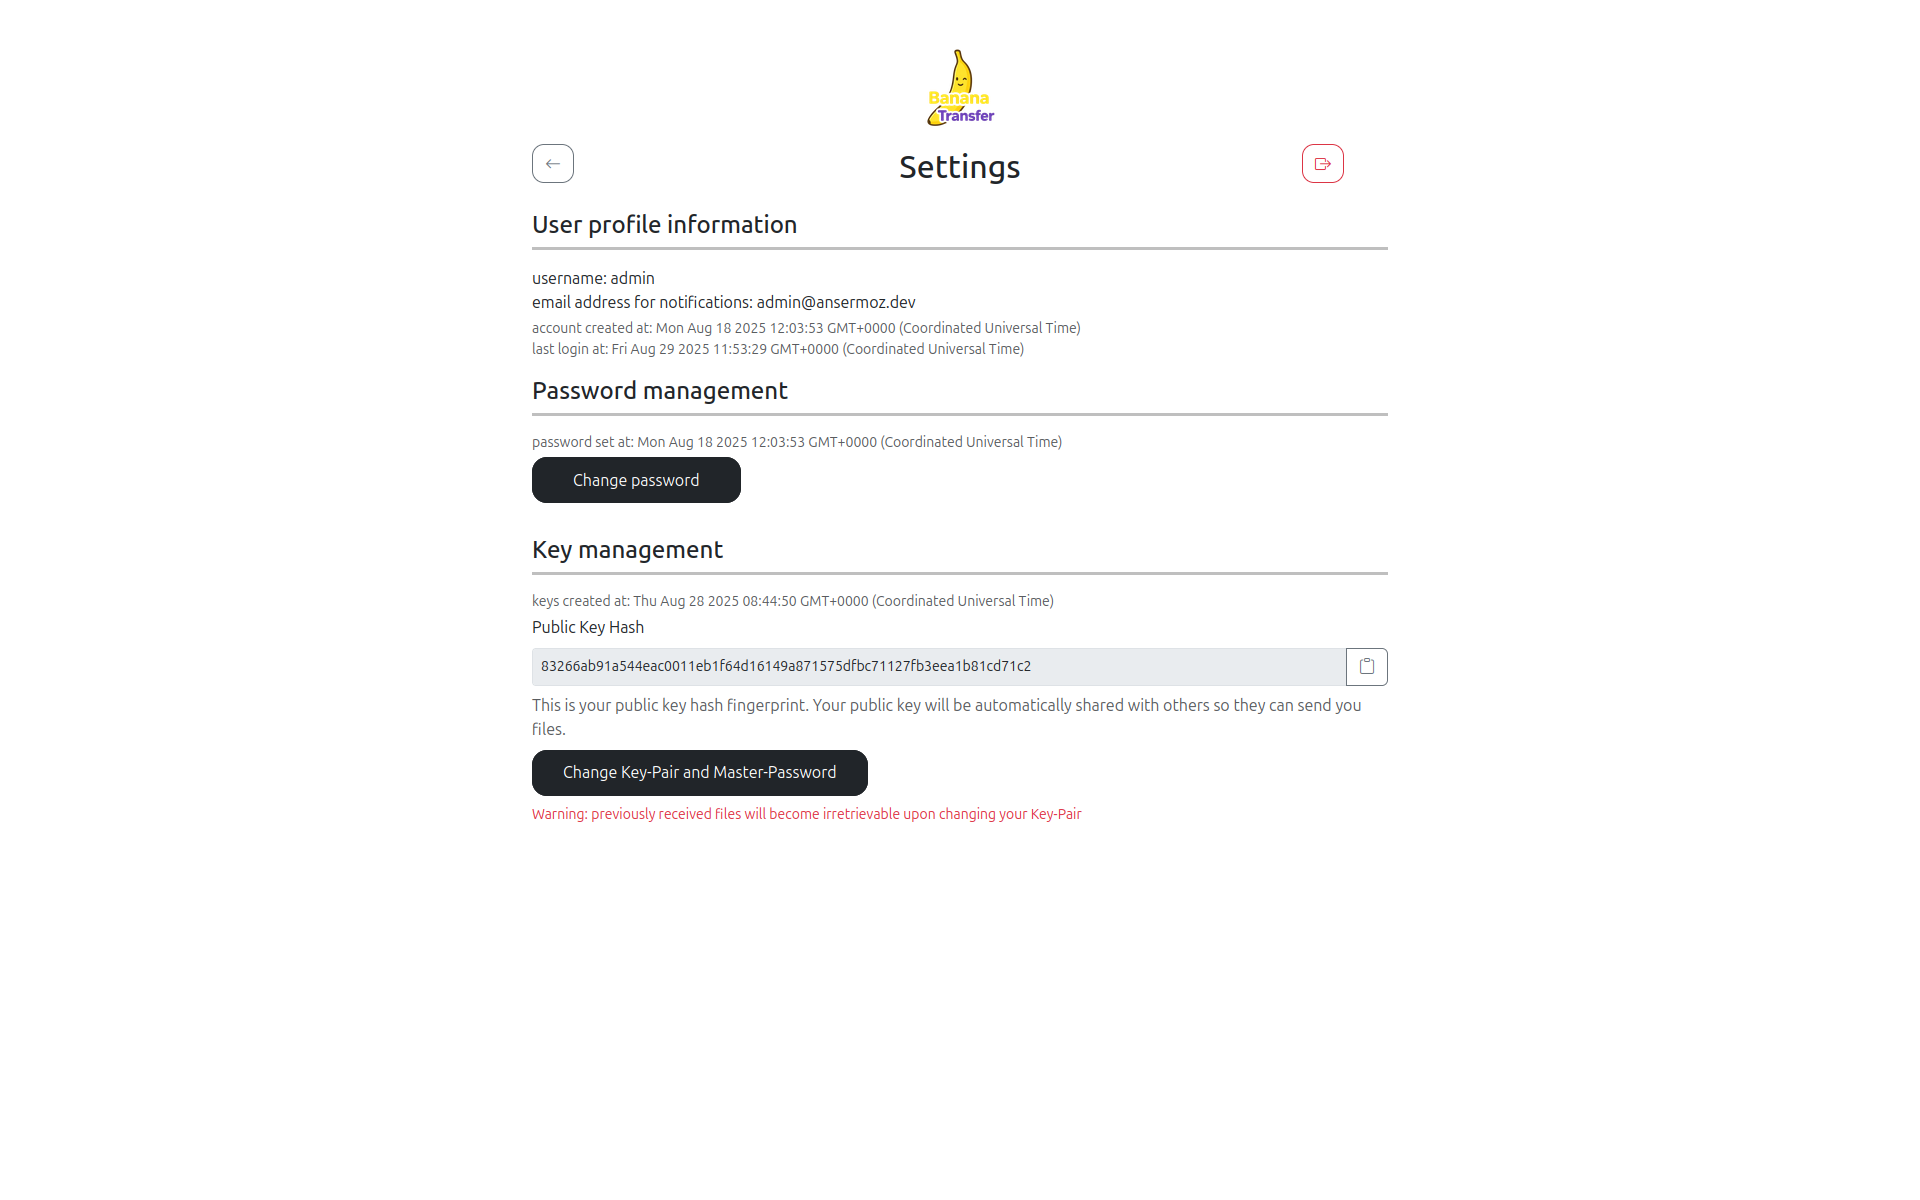 Banana
Transfer
Settings
User profile information
username: admin
email address for notifications: admin@ansermoz.dev
account created at: Mon Aug 18 2025 12:03:53 GMT+0000 (Coordinated Universal Time)
last login at: Fri Aug 29 2025 11:53:29 GMT+0000 (Coordinated Universal Time)
Password management
password set at: Mon Aug 18 2025 12:03:53 GMT+0000 (Coordinated Universal Time)
Change password
Key management
keys created at: Thu Aug 28 2025 08:44:50 GMT+0000 (Coordinated Universal Time)
Public Key Hash
83266ab91a544eac0011eb1f64d16149a871575dfbc71127fb3eea1b81cd71c2
This is your public key hash fingerprint. Your public key will be automatically shared with others so they can send you
files.
Change Key-Pair and Master-Password
Warning: previously received files will become irretrievable upon changing your Key-Pair